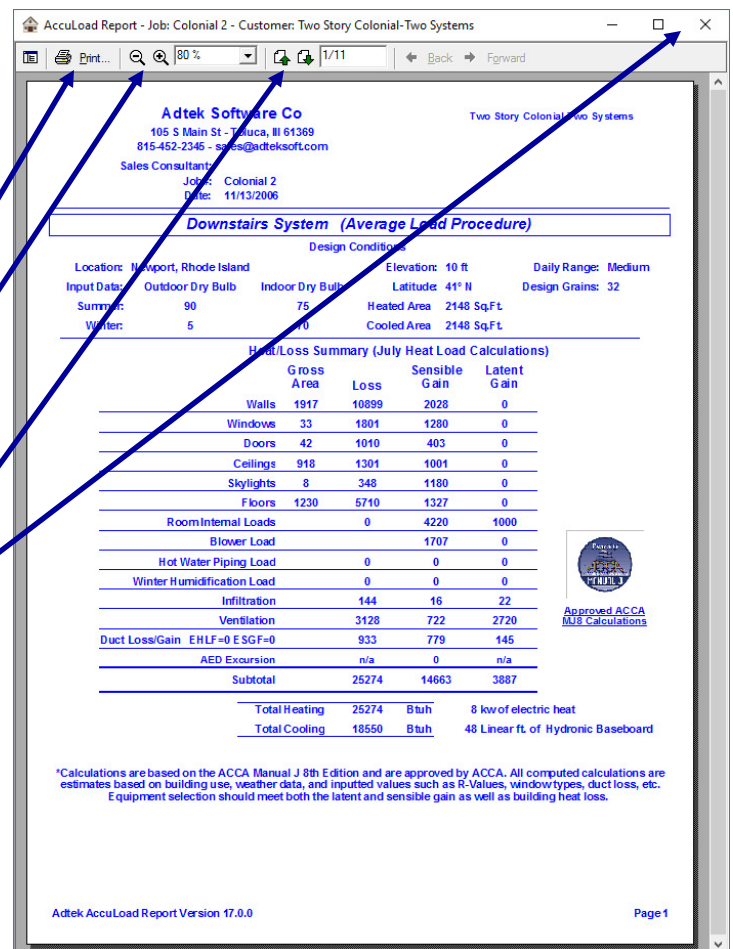 AccuLoad Report - Job: Colonial 2 - Customer: Two Story Colonial-Two Systems
Print... 80 % 1/11 Back Forward
Adtek Software Co
Two Story Colonial-Two Systems
105 S Main St - Toluca, Ill 61369
815-452-2345 - sales@adteksoft.com
Sales Consultant:
Job#: Colonial 2
Date: 11/13/2006
Downstairs System (Average Load Procedure)
Design Conditions
Location: Newport, Rhode Island Elevation: 10 ft Daily Range: Medium
Input Data: Outdoor Dry Bulb Indoor Dry Bulb Latitude: 41° N Design Grains: 32
Summer: 90 75 Heated Area 2148 Sq.Ft.
Winter: 5 70 Cooled Area 2148 Sq.Ft.
Heat/Loss Summary (July Heat Load Calculations)
Gross Area Loss Sensible Gain Latent Gain
Walls 1917 10899 2028 0
Windows 33 1801 1280 0
Doors 42 1010 403 0
Ceilings 918 1301 1001 0
Skylights 8 348 1180 0
Floors 1230 5710 1327 0
Room Internal Loads 0 4220 1000
Blower Load 1707 0
Hot Water Piping Load 0 0 0
Winter Humidification Load 0 0 0
Infiltration 144 16 22
Ventilation 3128 722 2720
Duct Loss/Gain EHLF=0 ESGF=0 933 779 145
AED Excursion n/a 0 n/a
Subtotal 25274 14663 3887
MANUAL J
Approved ACCA
MJ8 Calculations
Total Heating 25274 Btuh 8 kw of electric heat
Total Cooling 18550 Btuh 48 Linear ft. of Hydronic Baseboard
*Calculations are based on the ACCA Manual J 8th Edition and are approved by ACCA. All computed calculations are
estimates based on building use, weather data, and inputted values such as R-Values, window types, duct loss, etc.
Equipment selection should meet both the latent and sensible gain as well as building heat loss.
Adtek AccuLoad Report Version 17.0.0 Page 1